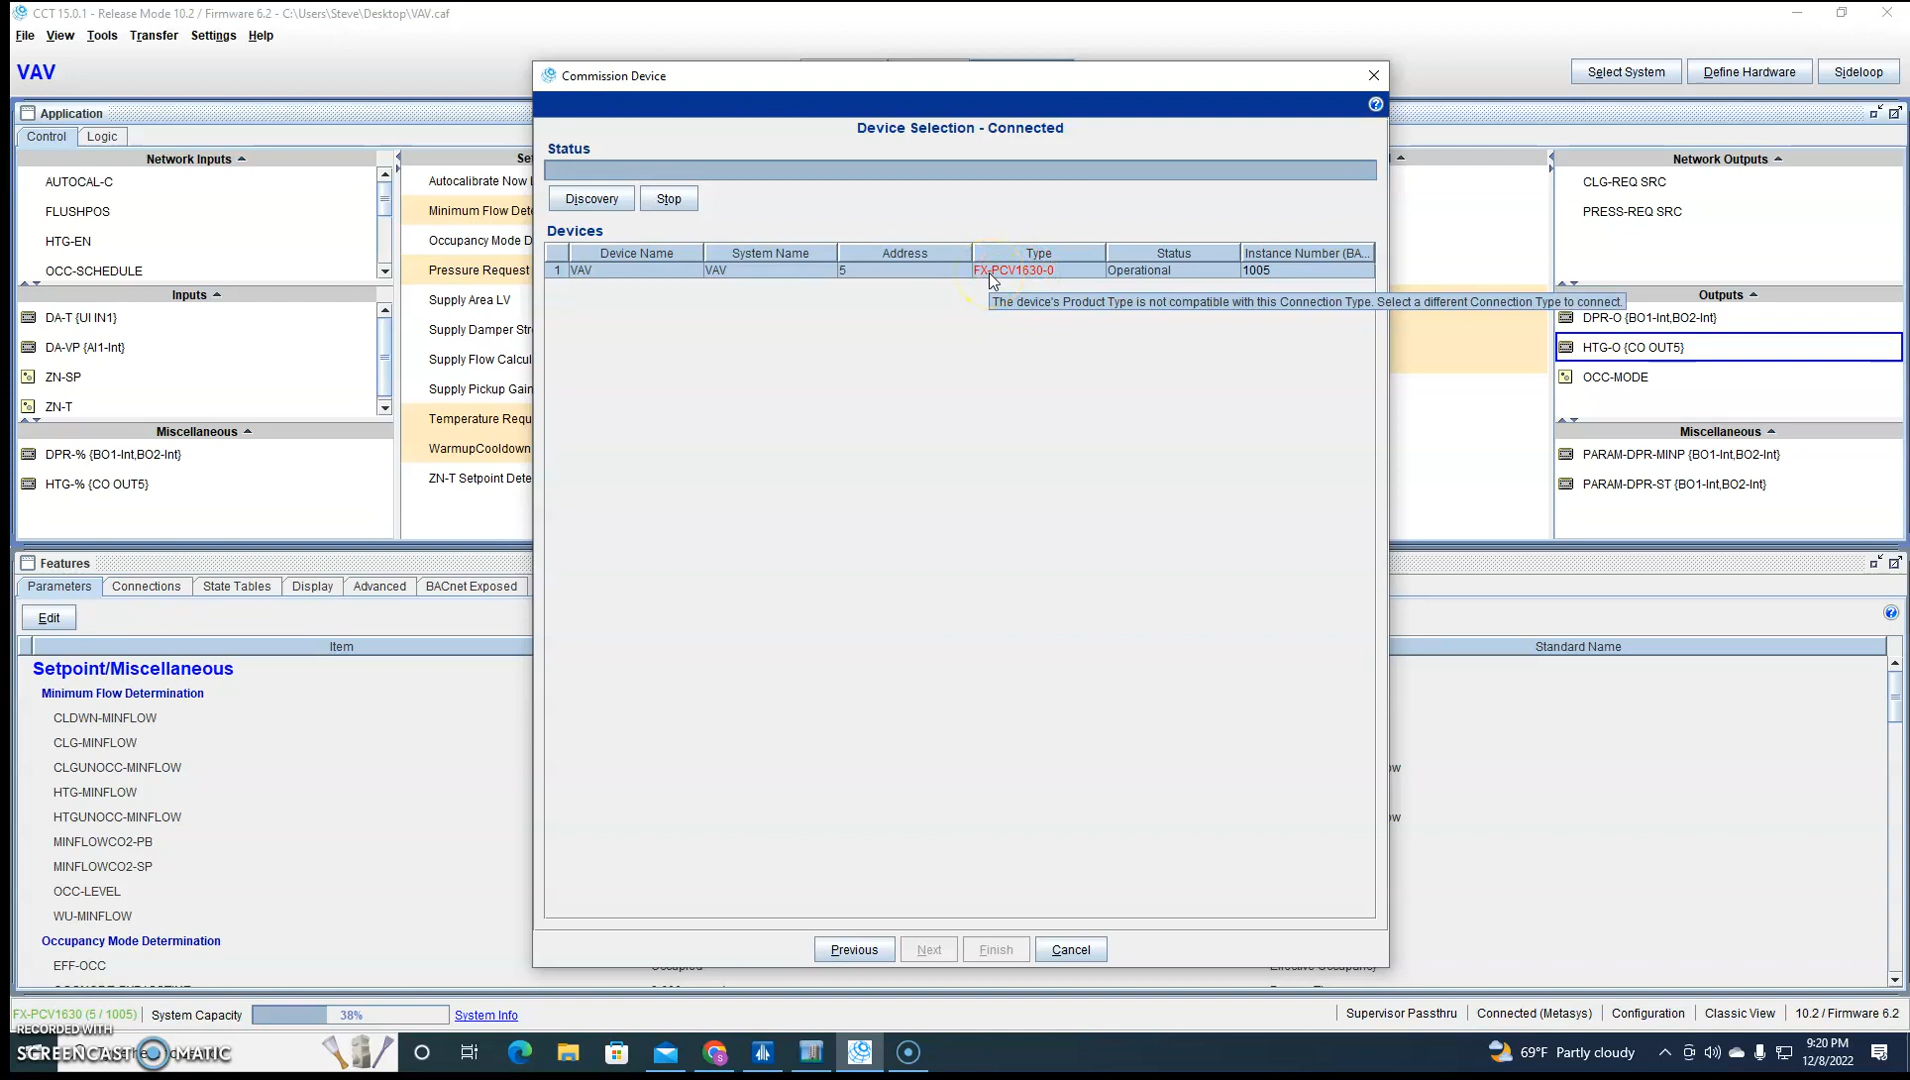 CCT 15.0.1 - Release Mode 10.2 / Firmware 6.2 - C:\Users\Steve\Desktop\VAV.caf
File View Tools Transfer Settings Help
VAV
Select System Define Hardware Sideloop
Application
Control Logic
Network Inputs
AUTOCAL-C
FLUSHPOS
HTG-EN
OCC-SCHEDULE
Inputs
DA-T {UI IN1}
DA-VP {AI1-Int}
ZN-SP
ZN-T
Miscellaneous
DPR-% {BO1-Int,BO2-Int}
HTG-% {CO OUT5}
Autocalibrate Now
Minimum Flow Dete
Occupancy Mode D
Pressure Request
Supply Area LV
Supply Damper Stro
Supply Flow Calcul
Supply Pickup Gain
Temperature Requ
WarmupCooldown
ZN-T Setpoint Dete
Commission Device
Device Selection - Connected
Status
Discovery Stop
Devices
Device Name System Name Address Type Status Instance Number (BA...
1 VAV VAV 5 FX-PCV1630-0 Operational 1005
The device's Product Type is not compatible with this Connection Type. Select a different Connection Type to connect.
Previous Next Finish Cancel
Network Outputs
CLG-REQ SRC
PRESS-REQ SRC
Outputs
DPR-O {BO1-Int,BO2-Int}
HTG-O {CO OUT5}
OCC-MODE
Miscellaneous
PARAM-DPR-MINP {BO1-Int,BO2-Int}
PARAM-DPR-ST {BO1-Int,BO2-Int}
Features
Parameters Connections State Tables Display Advanced BACnet Exposed
Edit
Item Standard Name
Setpoint/Miscellaneous
Minimum Flow Determination
CLDWN-MINFLOW
CLG-MINFLOW
CLGUNOCC-MINFLOW
HTG-MINFLOW
HTGUNOCC-MINFLOW
MINFLOWCO2-PB
MINFLOWCO2-SP
OCC-LEVEL
WU-MINFLOW
Occupancy Mode Determination
EFF-OCC
FX-PCV1630 (5 / 1005) System Capacity 38% System Info Supervisor Passthru Connected (Metasys) Configuration Classic View 10.2 / Firmware 6.2
RECORDED WITH
SCREENCAST MATIC
69°F Partly cloudy
9:20 PM
12/8/2022